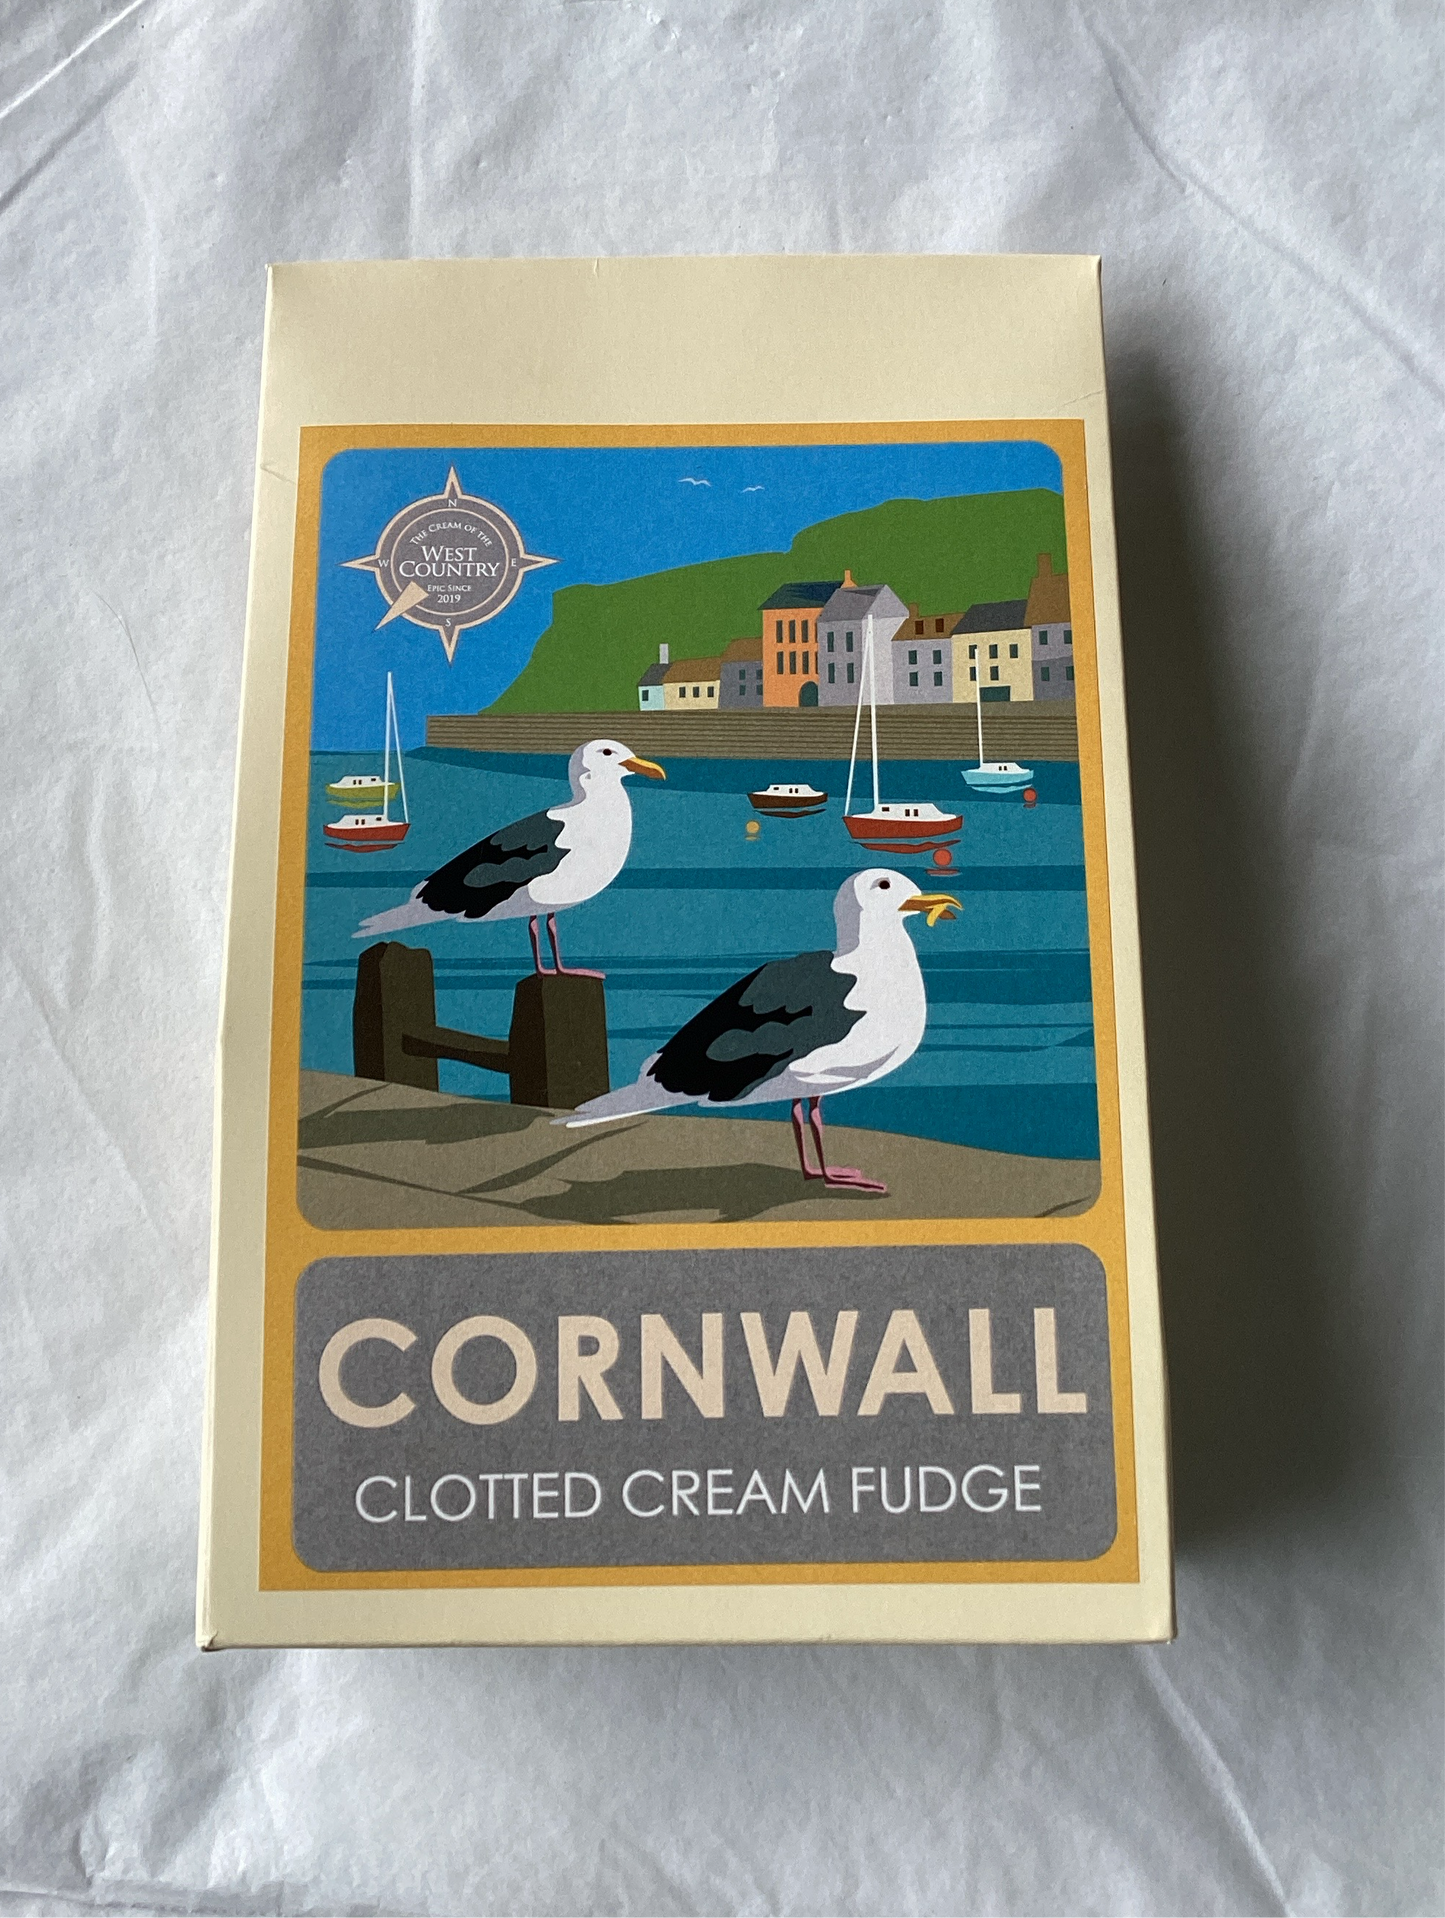 N
THE CREAM OF THE
WEST
W COUNTRY E
EPIC SINCE
2019
S
CORNWALL
CLOTTED CREAM FUDGE